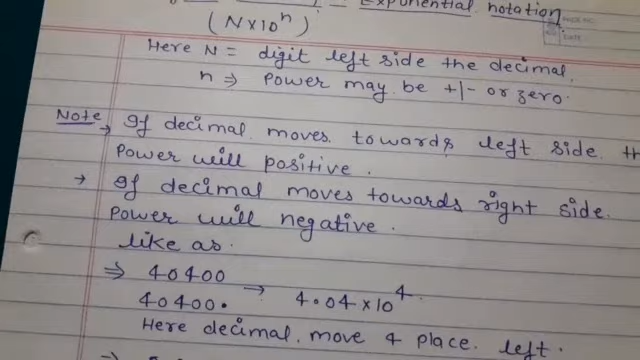 Exponential notation
(N×10ⁿ)
Here N = digit left side the decimal.
n ⇒ Power may be +/- or zero.
Note → If decimal moves towards left side th
Power will positive.
→ If decimal moves towards right side.
Power will negative.
like as.
⇒ 40400
40400. → 4.04×10⁴.
Here decimal move 4 place left.